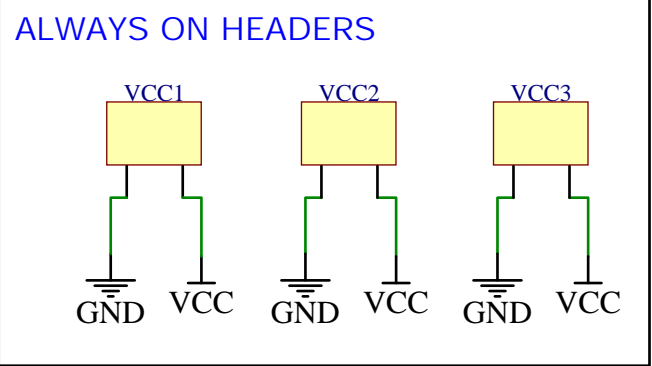 ALWAYS ON HEADERS
VCC1 VCC2 VCC3
GND VCC GND VCC GND VCC